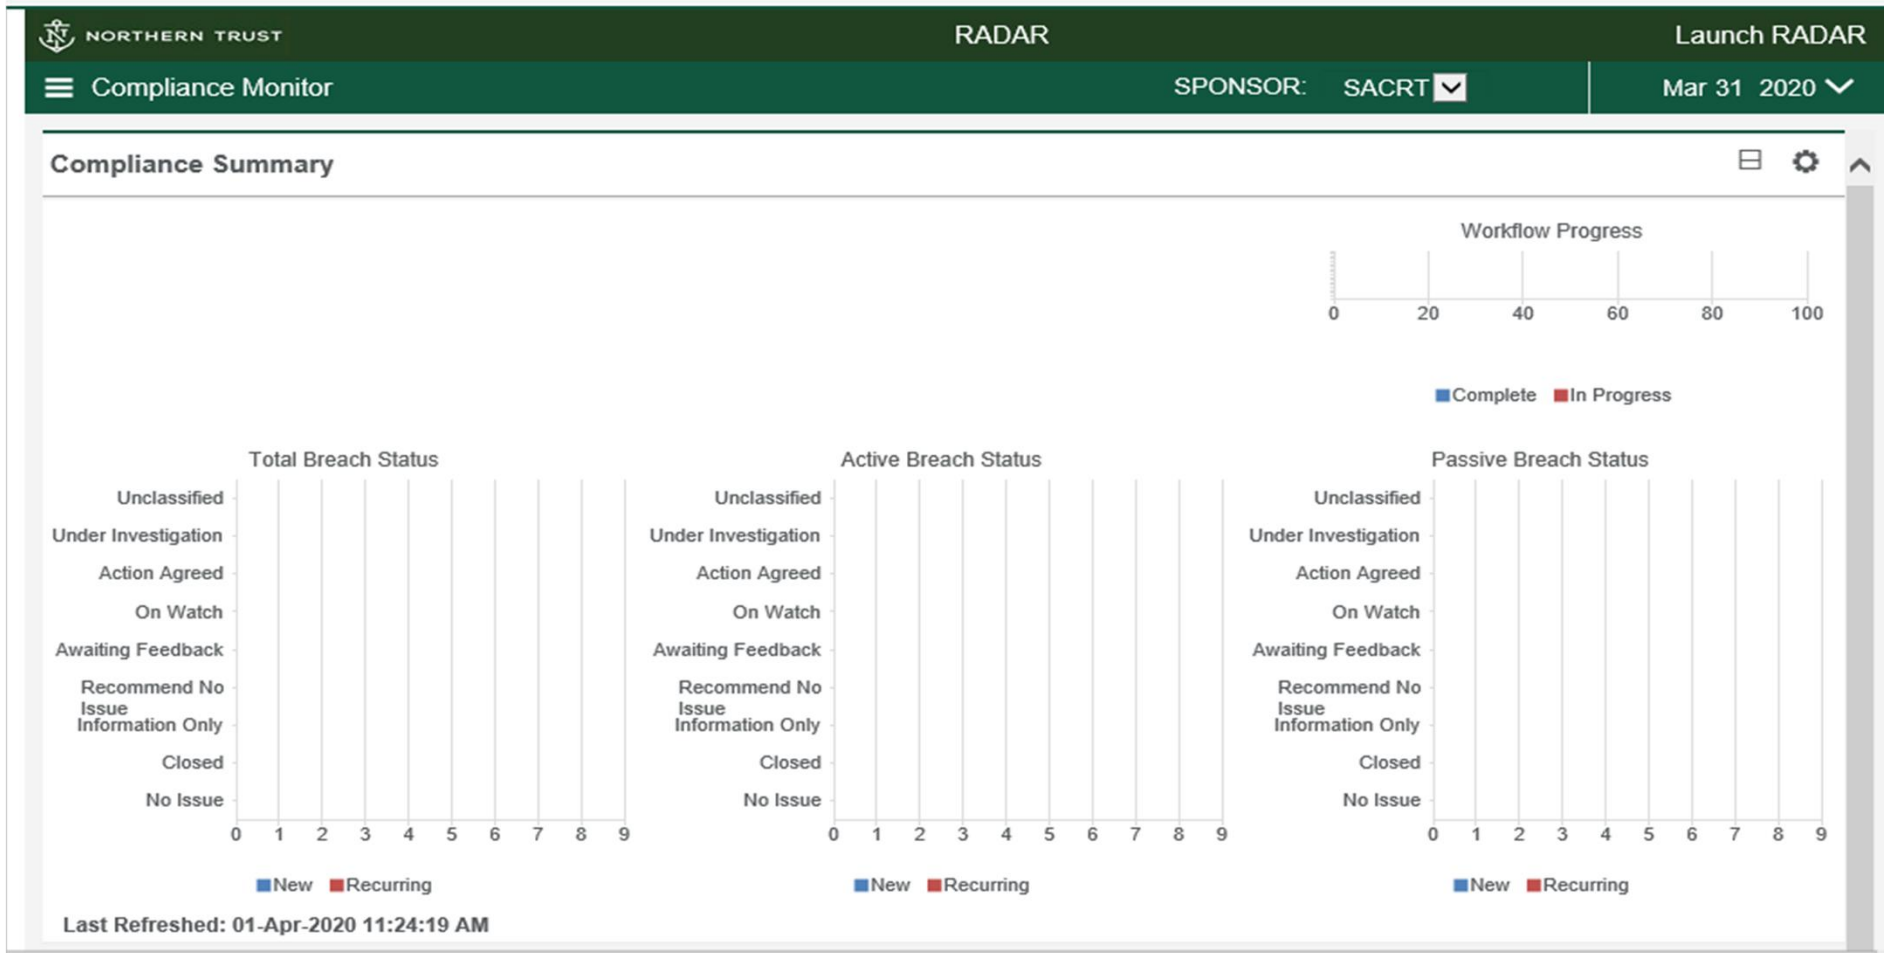 NORTHERN TRUST RADAR Launch RADAR
Compliance Monitor SPONSOR: SACRT Mar 31 2020
Compliance Summary
Workflow Progress
0 20 40 60 80 100
Complete In Progress
Total Breach Status
Unclassified
Under Investigation
Action Agreed
On Watch
Awaiting Feedback
Recommend No
Issue
Information Only
Closed
No Issue
0 1 2 3 4 5 6 7 8 9
New Recurring
Active Breach Status
Unclassified
Under Investigation
Action Agreed
On Watch
Awaiting Feedback
Recommend No
Issue
Information Only
Closed
No Issue
0 1 2 3 4 5 6 7 8 9
New Recurring
Passive Breach Status
Unclassified
Under Investigation
Action Agreed
On Watch
Awaiting Feedback
Recommend No
Issue
Information Only
Closed
No Issue
0 1 2 3 4 5 6 7 8 9
New Recurring
Last Refreshed: 01-Apr-2020 11:24:19 AM